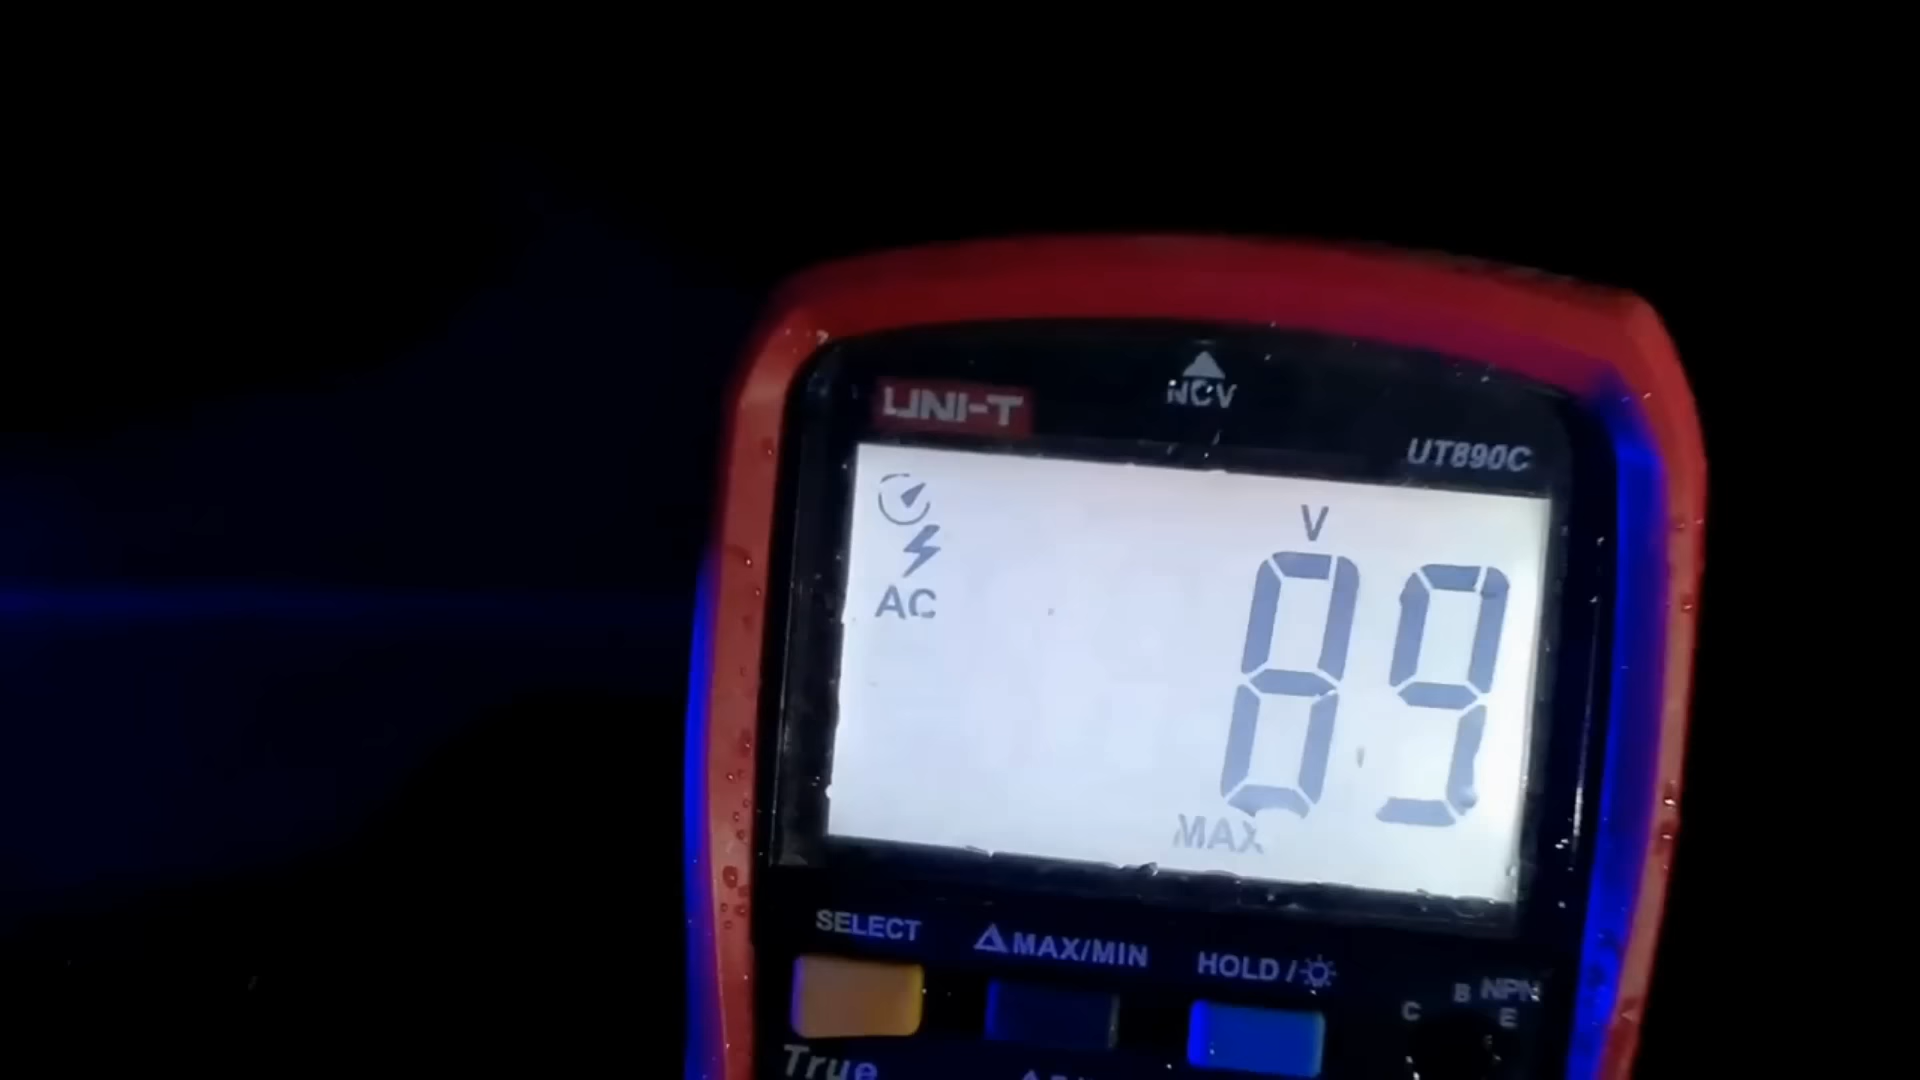 NCV
UNI-T
UT890C
V
AC
89
MAX
SELECT
MAX/MIN
HOLD /
B NPN
C E
True